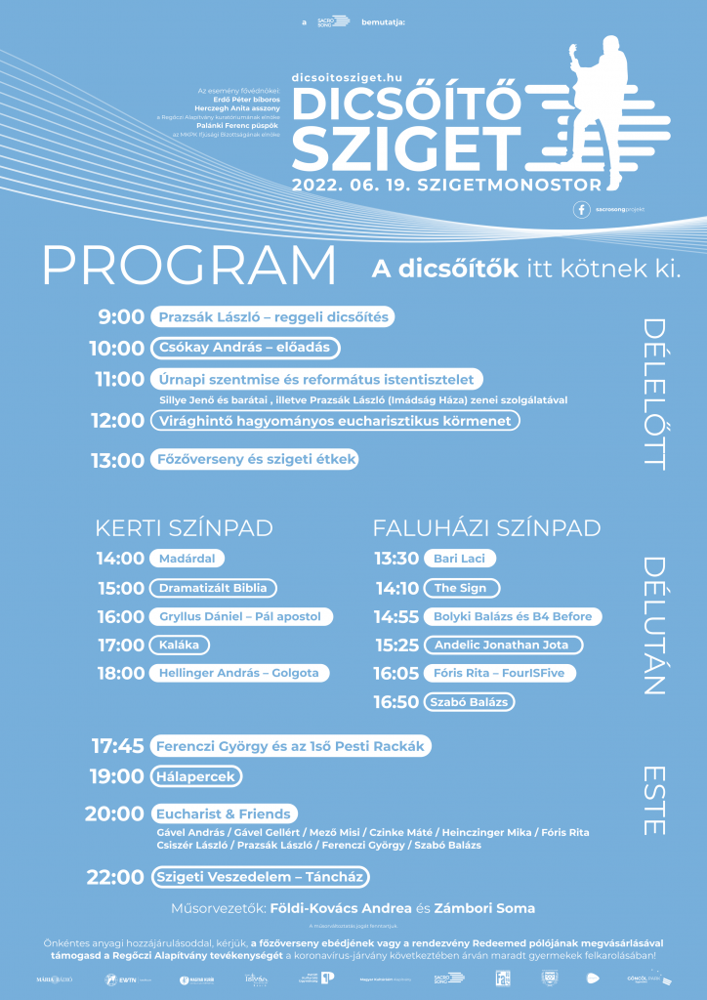 a SACRO SONG bemutatja:
dicsoitosziget.hu
DICSŐÍTŐ
SZIGET
2022. 06. 19. SZIGETMONOSTOR
Az esemény fővédnökei:
Erdő Péter bíboros
Herczegh Anita asszony
a Regőczi Alapítvány kuratóriumának elnöke
Palánki Ferenc püspök
az MKPK Ifjúsági Bizottságának elnöke
f sacrosongprojekt
PROGRAM
A dicsőítők itt kötnek ki.
DÉLELŐTT
9:00 Prazsák László – reggeli dicsőítés
10:00 Csókay András – előadás
11:00 Úrnapi szentmise és református istentisztelet
Sillye Jenő és barátai , illetve Prazsák László (Imádság Háza) zenei szolgálatával
12:00 Virághintő hagyományos eucharisztikus körmenet
13:00 Főzőverseny és szigeti étkek
DÉLUTÁN
KERTI SZÍNPAD
14:00 Madárdal
15:00 Dramatizált Biblia
16:00 Gryllus Dániel – Pál apostol
17:00 Kaláka
18:00 Hellinger András – Golgota
FALUHÁZI SZÍNPAD
13:30 Bari Laci
14:10 The Sign
14:55 Bolyki Balázs és B4 Before
15:25 Andelic Jonathan Jota
16:05 Fóris Rita – FourISFive
16:50 Szabó Balázs
ESTE
17:45 Ferenczi György és az 1ső Pesti Rackák
19:00 Hálapercek
20:00 Eucharist & Friends
Gável András / Gável Gellért / Mező Misi / Czinke Máté / Heinczinger Mika / Fóris Rita
Csiszér László / Prazsák László / Ferenczi György / Szabó Balázs
22:00 Szigeti Veszedelem – Táncház
Műsorvezetők: Földi-Kovács Andrea és Zámbori Soma
A műsorváltoztatás jogát fenntartjuk
Önkéntes anyagi hozzájárulásoddal, kérjük, a főzőverseny ebédjének vagy a rendezvény Redeemed pólójának megvásárlásával
támogasd a Regőczi Alapítvány tevékenységét a koronavírus-járvány következtében árván maradt gyermekek felkarolásában!
MÁRIA RÁDIÓ
EWTN
SACRO SONG
CÖNCÖL PARK